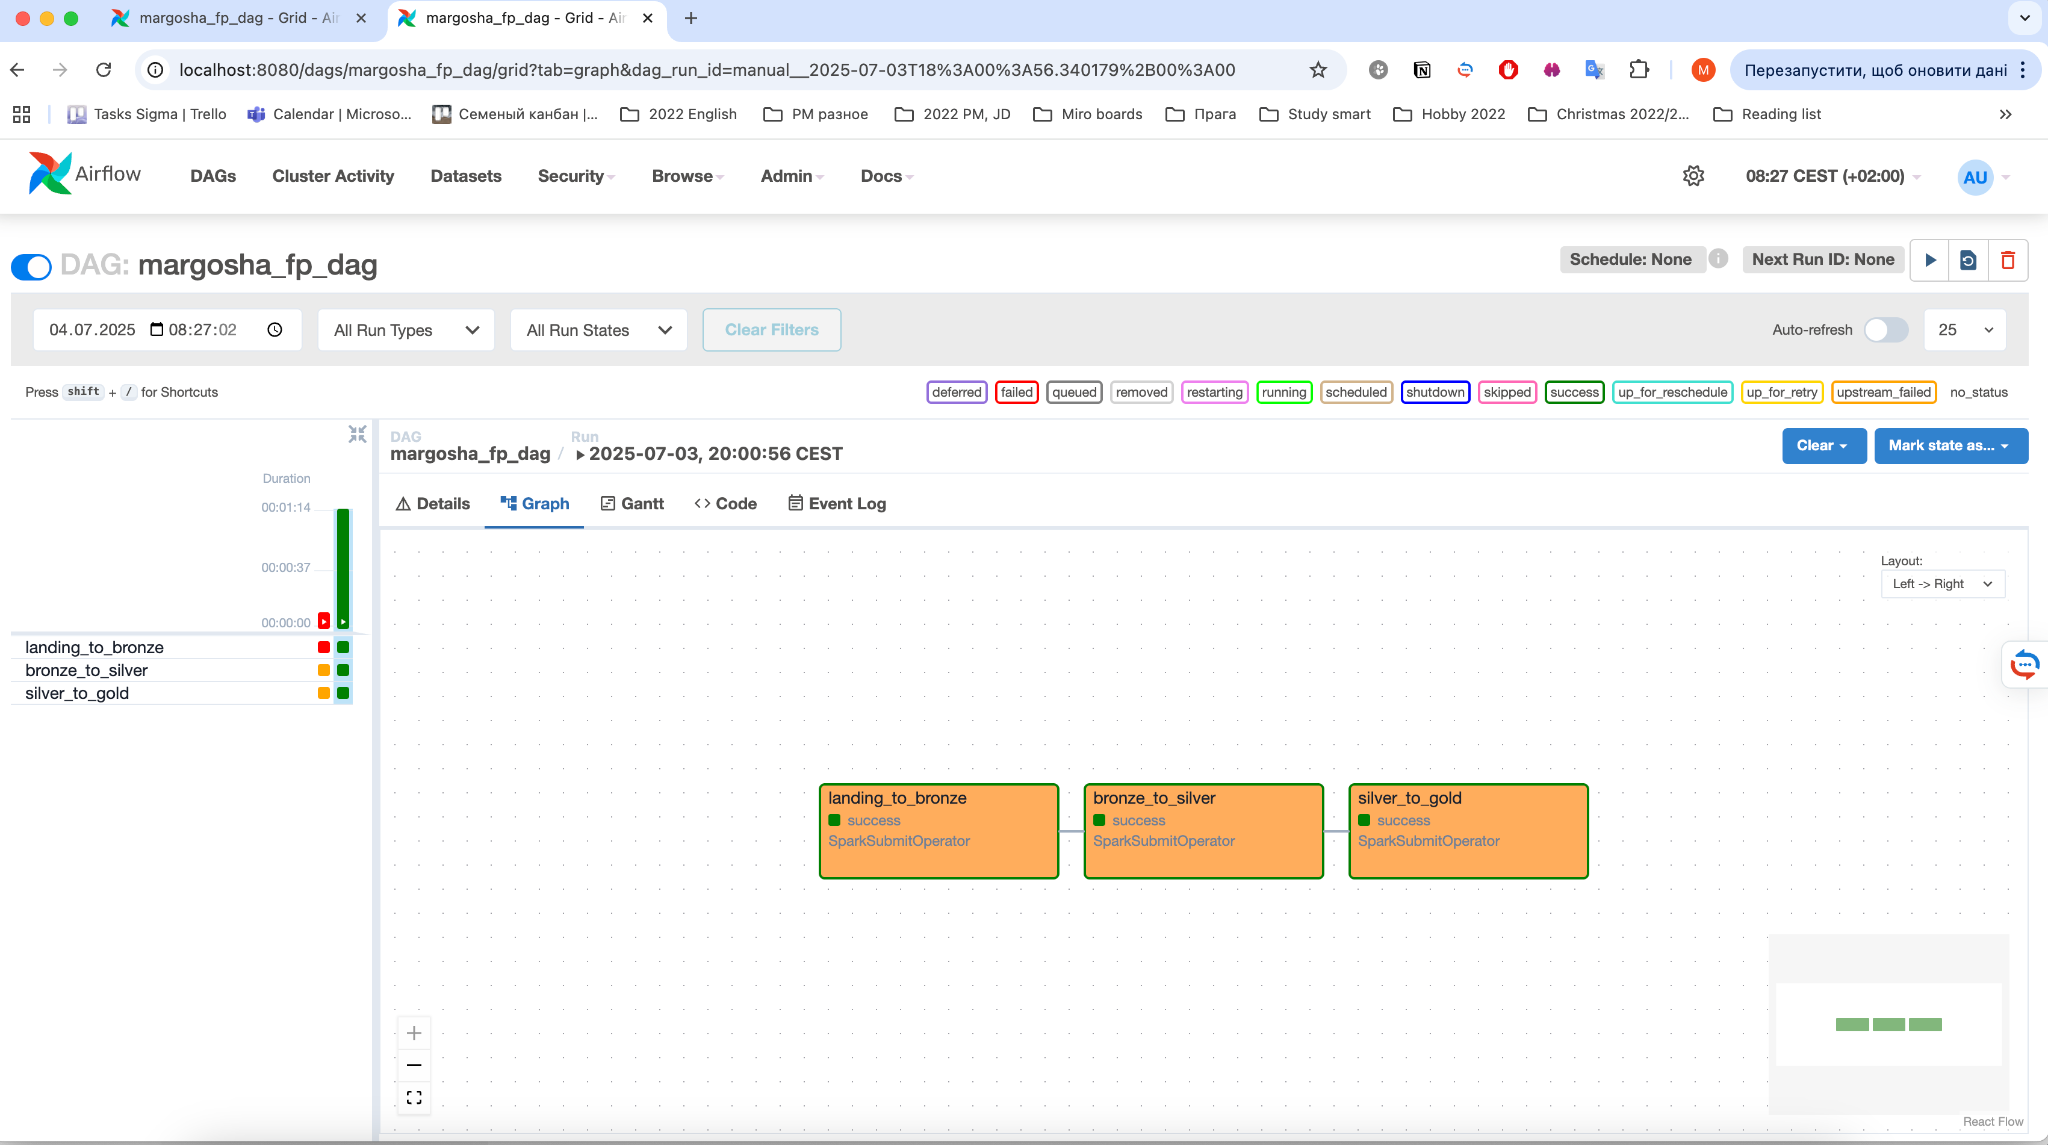 margosha_fp_dag - Grid - Air
margosha_fp_dag - Grid - Air
localhost:8080/dags/margosha_fp_dag/grid?tab=graph&dag_run_id=manual__2025-07-03T18%3A00%3A56.340179%2B00%3A00
M
Перезапустити, щоб оновити дані
Tasks Sigma | Trello
Calendar | Microso...
Семеный канбан |...
2022 English
PM разное
2022 PM, JD
Miro boards
Прага
Study smart
Hobby 2022
Christmas 2022/2...
Reading list
Airflow
DAGs
Cluster Activity
Datasets
Security
Browse
Admin
Docs
08:27 CEST (+02:00)
AU
DAG: margosha_fp_dag
Schedule: None
Next Run ID: None
04.07.2025 08:27:02
All Run Types
All Run States
Clear Filters
Auto-refresh
25
Press shift + / for Shortcuts
deferred
failed
queued
removed
restarting
running
scheduled
shutdown
skipped
success
up_for_reschedule
up_for_retry
upstream_failed
no_status
DAG
margosha_fp_dag /
Run
2025-07-03, 20:00:56 CEST
Clear
Mark state as...
Duration
00:01:14
00:00:37
00:00:00
landing_to_bronze
bronze_to_silver
silver_to_gold
Details
Graph
Gantt
Code
Event Log
Layout:
Left -> Right
landing_to_bronze
success
SparkSubmitOperator
bronze_to_silver
success
SparkSubmitOperator
silver_to_gold
success
SparkSubmitOperator
React Flow